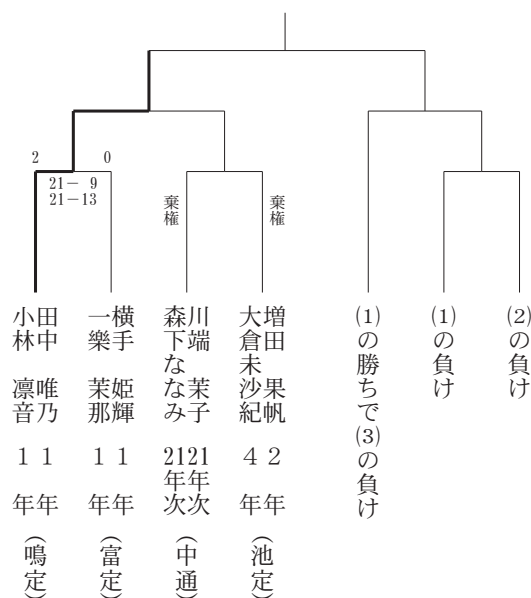 2
0
21－ 9
21－13
棄権
棄権
田中 唯乃 1年
小林 凛音 1年
(鳴定)
横手 姫輝 1年
一樂 茉那 1年
(富定)
川端 茉子 21年次
森下ななみ 21年次
(中通)
増田 果帆 2年
大倉未沙紀 4年
(池定)
(1)の勝ちで(3)の負け
(1)の負け
(2)の負け